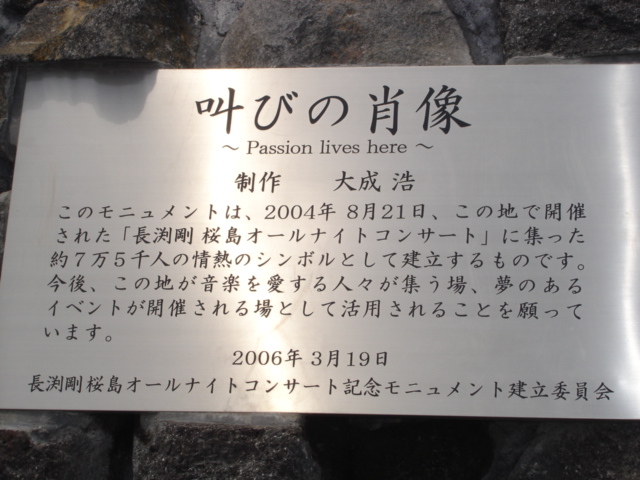 叫びの肖像
～ Passion lives here ～
制作　大成 浩
このモニュメントは、2004年 8月21日、この地で開催
された「長渕剛 桜島オールナイトコンサート」に集った
約7万5千人の情熱のシンボルとして建立するものです。
今後、この地が音楽を愛する人々が集う場、夢のある
イベントが開催される場として活用されることを願って
います。
2006年 3月19日
長渕剛 桜島オールナイトコンサート記念モニュメント建立委員会